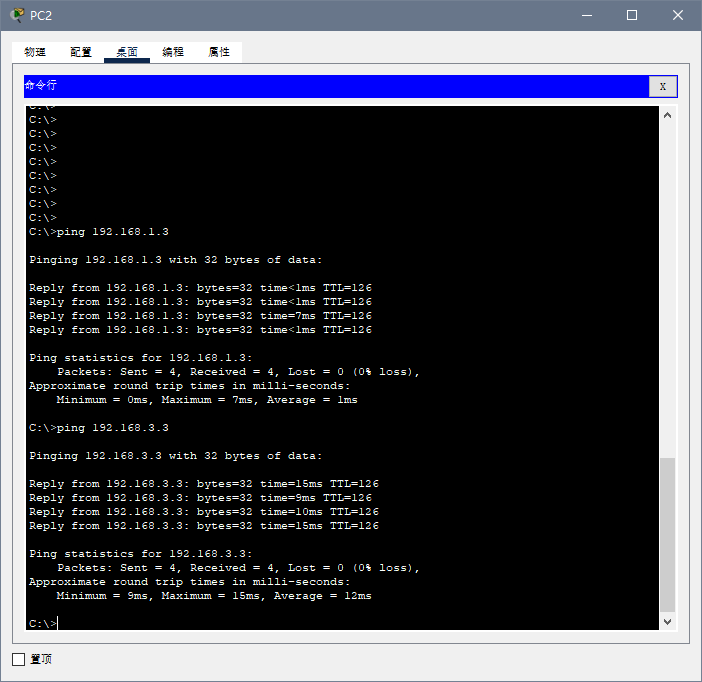 PC2
物理 配置 桌面 编程 属性
命令行
X
C:\>
C:\>
C:\>
C:\>
C:\>
C:\>
C:\>
C:\>
C:\>
C:\>ping 192.168.1.3
Pinging 192.168.1.3 with 32 bytes of data:
Reply from 192.168.1.3: bytes=32 time<1ms TTL=126
Reply from 192.168.1.3: bytes=32 time<1ms TTL=126
Reply from 192.168.1.3: bytes=32 time=7ms TTL=126
Reply from 192.168.1.3: bytes=32 time<1ms TTL=126
Ping statistics for 192.168.1.3:
Packets: Sent = 4, Received = 4, Lost = 0 (0% loss),
Approximate round trip times in milli-seconds:
Minimum = 0ms, Maximum = 7ms, Average = 1ms
C:\>ping 192.168.3.3
Pinging 192.168.3.3 with 32 bytes of data:
Reply from 192.168.3.3: bytes=32 time=15ms TTL=126
Reply from 192.168.3.3: bytes=32 time=9ms TTL=126
Reply from 192.168.3.3: bytes=32 time=10ms TTL=126
Reply from 192.168.3.3: bytes=32 time=15ms TTL=126
Ping statistics for 192.168.3.3:
Packets: Sent = 4, Received = 4, Lost = 0 (0% loss),
Approximate round trip times in milli-seconds:
Minimum = 9ms, Maximum = 15ms, Average = 12ms
C:\>
置顶